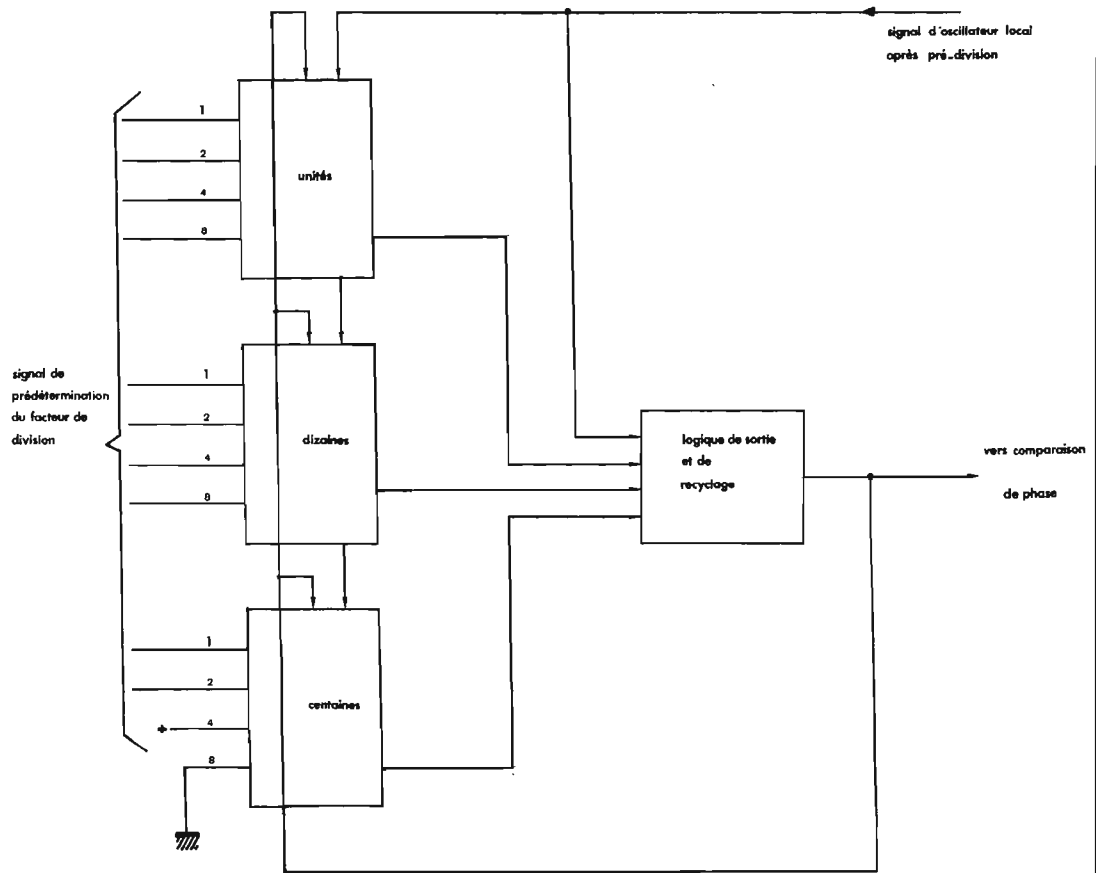 signal d'oscillateur local
après pré-division
1
2
4
8
unités
signal de
prédétermination
du facteur de
division
1
2
4
8
dizaines
logique de sortie
et de
recyclage
vers comparaison
de phase
1
2
+ 4
8
centaines